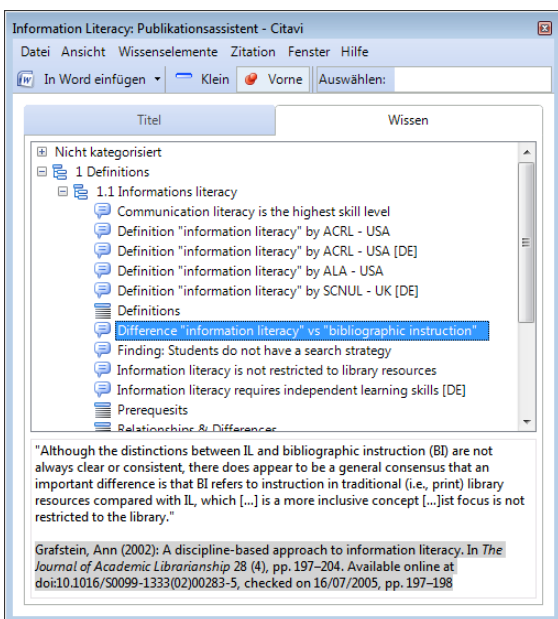 Information Literacy: Publikationsassistent - Citavi
Datei Ansicht Wissenselemente Zitation Fenster Hilfe
In Word einfügen Klein Vorne Auswählen:
Titel Wissen
Nicht kategorisiert
1 Definitions
1.1 Informations literacy
Communication literacy is the highest skill level
Definition "information literacy" by ACRL - USA
Definition "information literacy" by ACRL - USA [DE]
Definition "information literacy" by ALA - USA
Definition "information literacy" by SCNUL - UK [DE]
Definitions
Difference "information literacy" vs "bibliographic instruction"
Finding: Students do not have a search strategy
Information literacy is not restricted to library resources
Information literacy requires independent learning skills [DE]
Prerequesits
Relationships & Differences
"Although the distinctions between IL and bibliographic instruction (BI) are not
always clear or consistent, there does appear to be a general consensus that an
important difference is that BI refers to instruction in traditional (i.e., print) library
resources compared with IL, which [...] is a more inclusive concept [...]ist focus is not
restricted to the library."
Grafstein, Ann (2002): A discipline-based approach to information literacy. In The
Journal of Academic Librarianship 28 (4), pp. 197–204. Available online at
doi:10.1016/S0099-1333(02)00283-5, checked on 16/07/2005, pp. 197–198